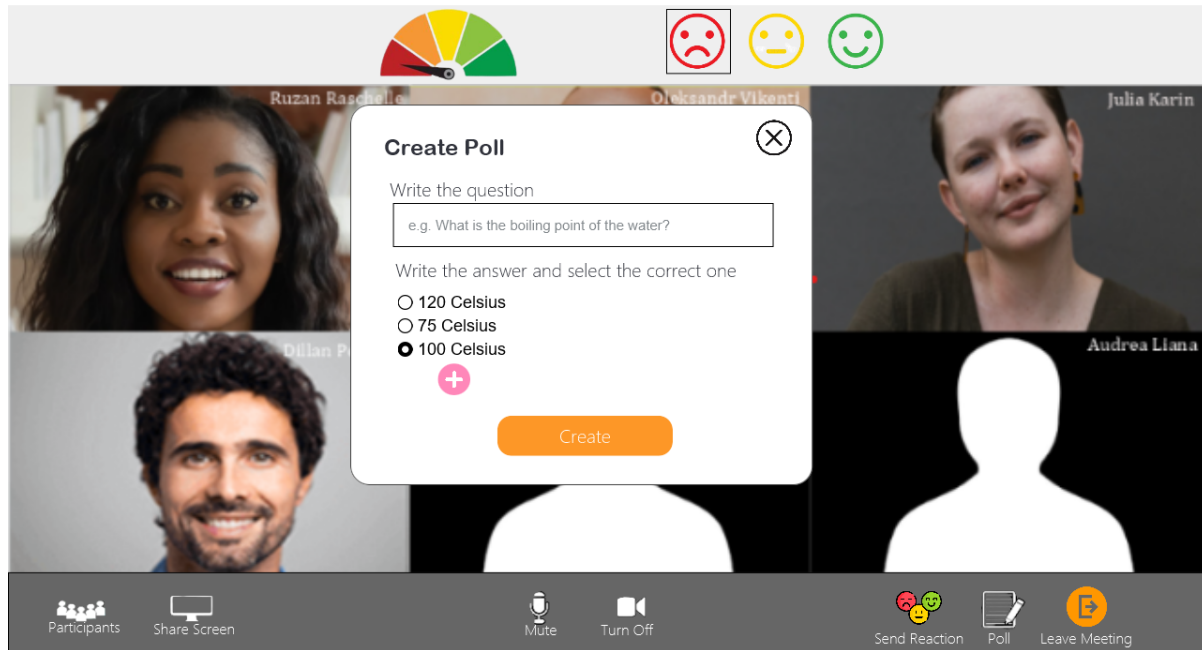 Ruzan Raschelle
Oleksandr Vikenti
Julia Karin
Create Poll
Write the question
e.g. What is the boiling point of the water?
Write the answer and select the correct one
120 Celsius
75 Celsius
100 Celsius
Create
Dillan
Audrea Liana
Participants
Share Screen
Mute
Turn Off
Send Reaction
Poll
Leave Meeting